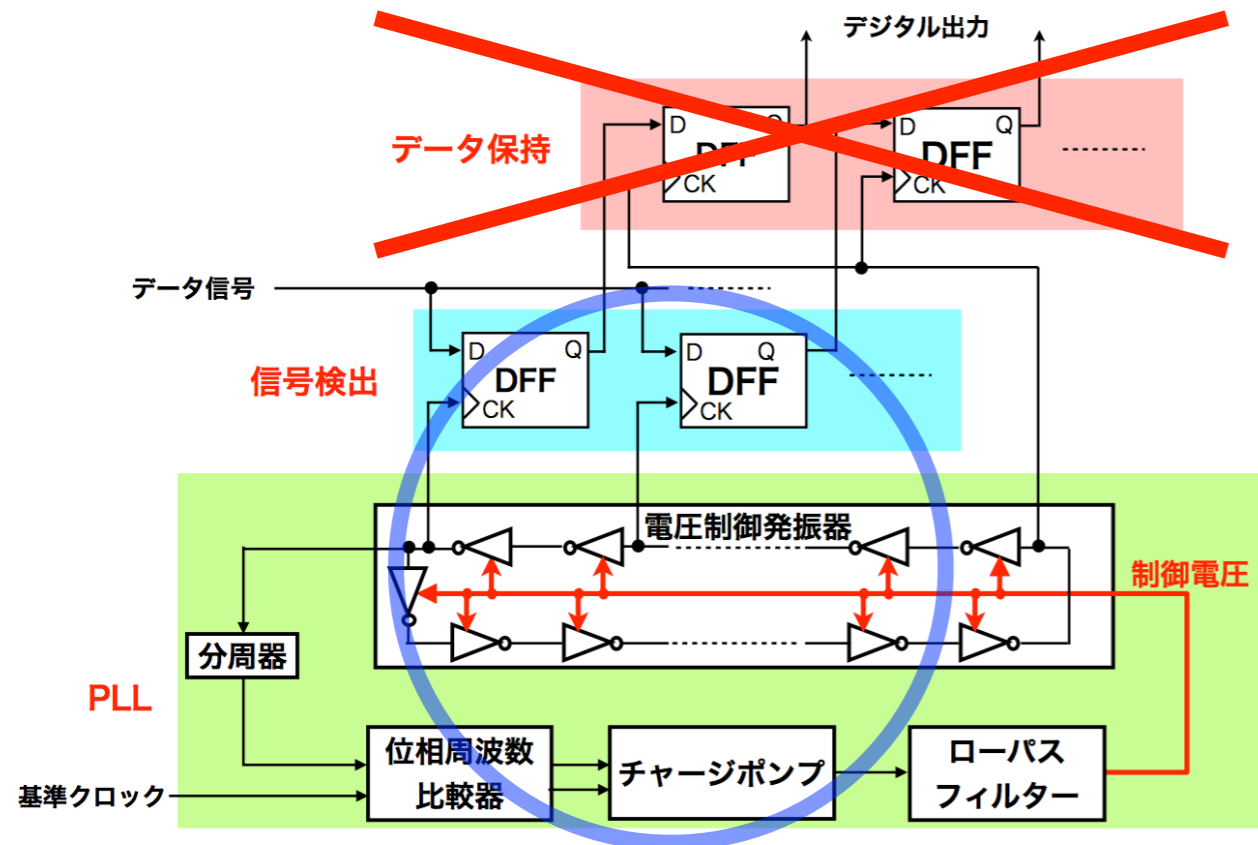 デジタル出力
データ保持
D
Q
DFF
CK
D
Q
DFF
CK
データ信号
信号検出
D
Q
DFF
CK
D
Q
DFF
CK
電圧制御発振器
制御電圧
分周器
PLL
基準クロック
位相周波数
比較器
チャージポンプ
ローパス
フィルター